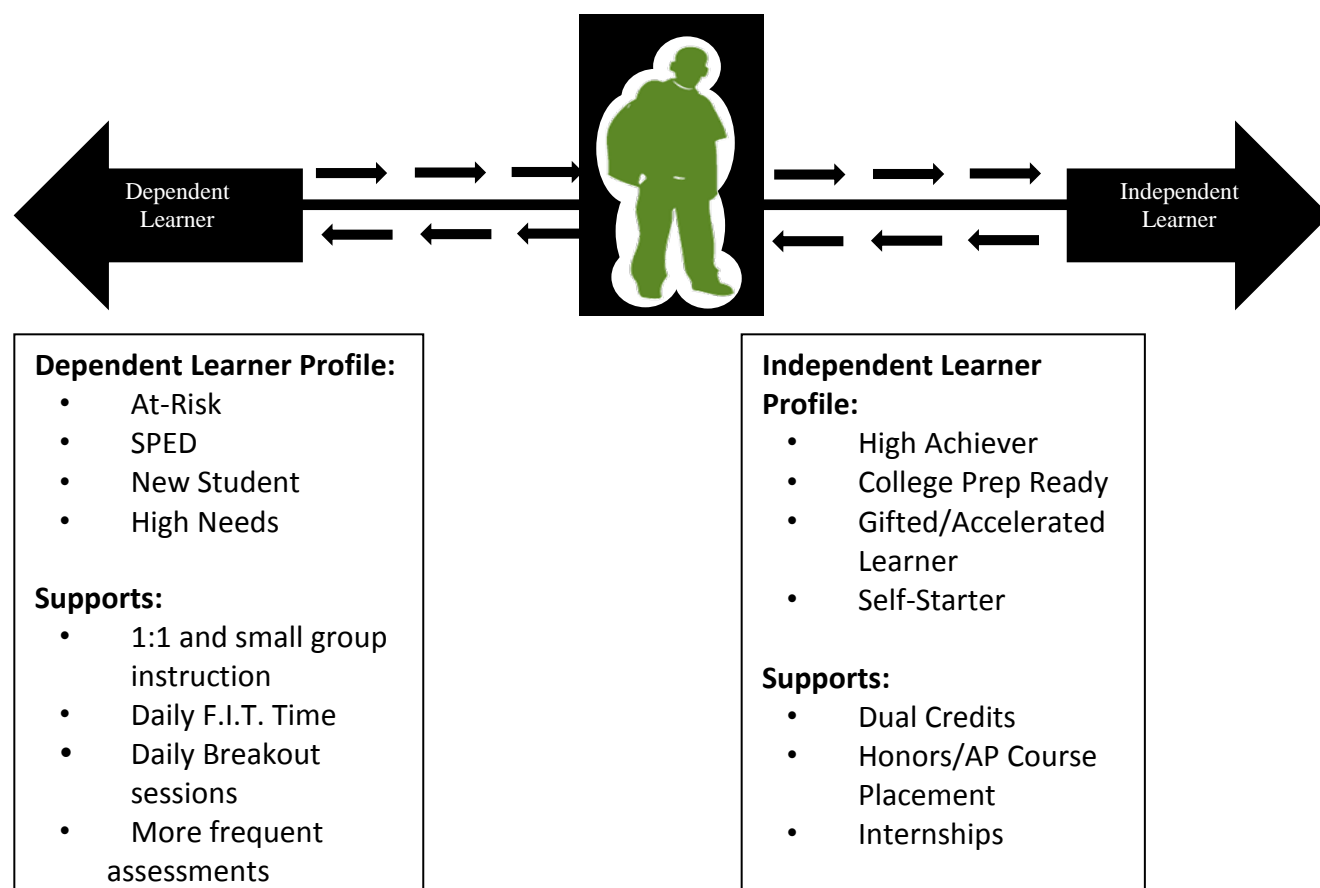 Dependent
Learner
Independent
Learner
Dependent Learner Profile:
• At-Risk
• SPED
• New Student
• High Needs
Supports:
• 1:1 and small group
instruction
• Daily F.I.T. Time
• Daily Breakout
sessions
• More frequent
assessments
Independent Learner
Profile:
• High Achiever
• College Prep Ready
• Gifted/Accelerated
Learner
• Self-Starter
Supports:
• Dual Credits
• Honors/AP Course
Placement
• Internships